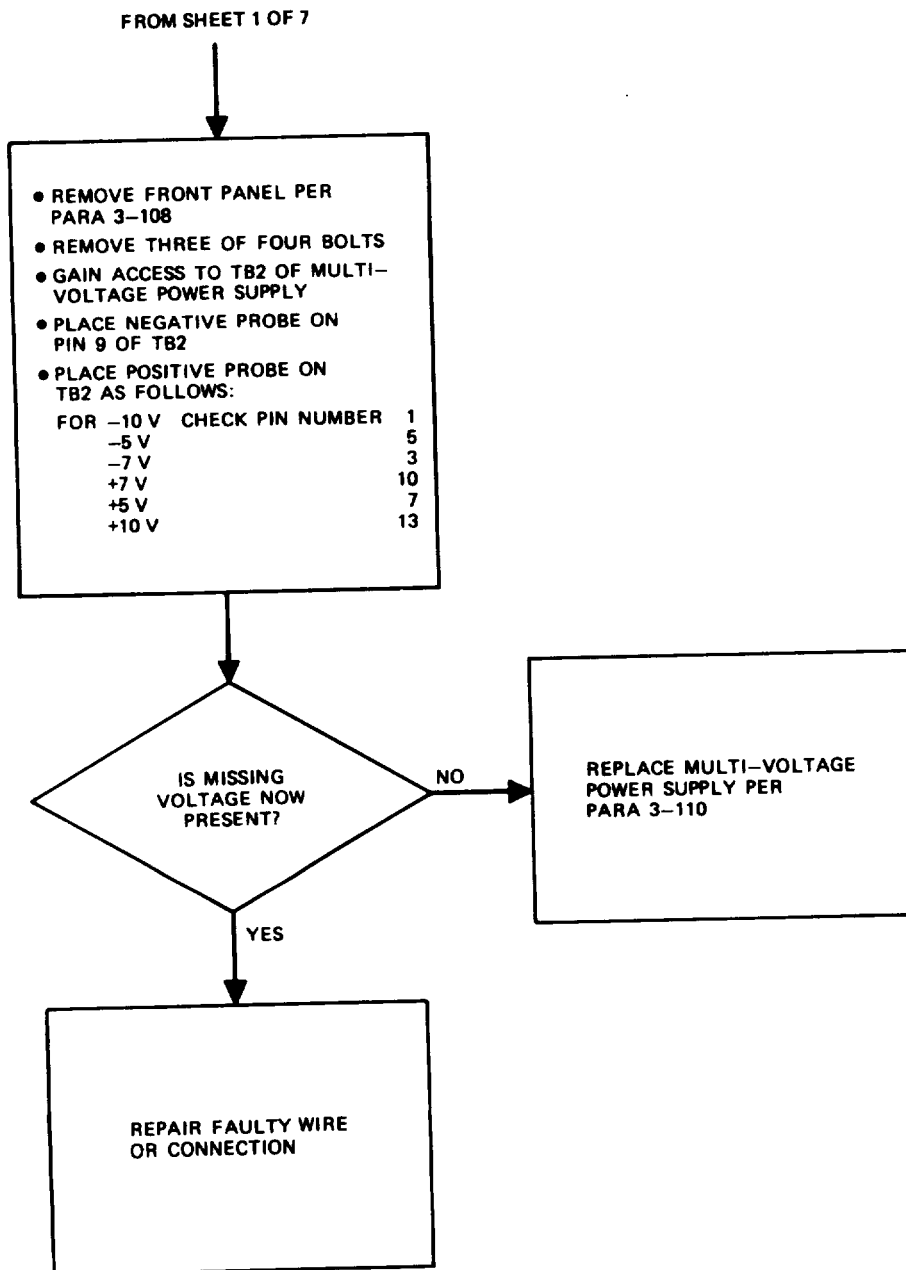 FROM SHEET 1 OF 7
● REMOVE FRONT PANEL PER
PARA 3–108
● REMOVE THREE OF FOUR BOLTS
● GAIN ACCESS TO TB2 OF MULTI–
VOLTAGE POWER SUPPLY
● PLACE NEGATIVE PROBE ON
PIN 9 OF TB2
● PLACE POSITIVE PROBE ON
TB2 AS FOLLOWS:
FOR –10 V CHECK PIN NUMBER 1
–5 V 5
–7 V 3
+7 V 10
+5 V 7
+10 V 13
IS MISSING
VOLTAGE NOW
PRESENT?
NO
REPLACE MULTI–VOLTAGE
POWER SUPPLY PER
PARA 3–110
YES
REPAIR FAULTY WIRE
OR CONNECTION